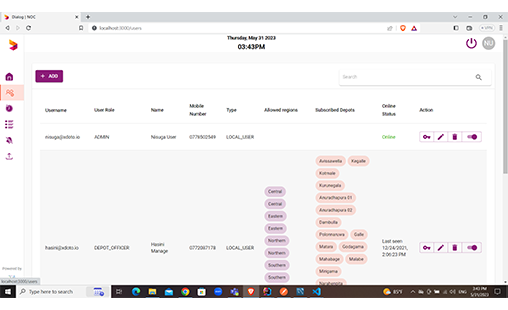 Dialog | NOC
localhost:3000/users
Thursday, May 31 2023
03:43PM
NU
+ ADD
Search
Username User Role Name Mobile Number Type Allowed regions Subscribed Depots Online Status Action
nisuga@xdoto.io ADMIN Nisuga User 0776502549 LOCAL_USER Online
Avissawella Kegalle
Kotmale
Kurunegala
Anuradhapura 01
Anuradhapura 02
Dambulla
Polonnaruwa Galle
Matara Godagama
Mahabage Matale
Mirigama
Central
Central
Eastern
Eastern
Northern
Northern
Southern
Southern
hasini@xdoto.io DEPOT_OFFICER Hasini Manage 0772087178 LOCAL_USER Last seen 12/24/2021, 2:06:23 PM
Powered by
localhost:3000/users
Type here to search
85°F
ENG
3:43 PM
5/31/2023